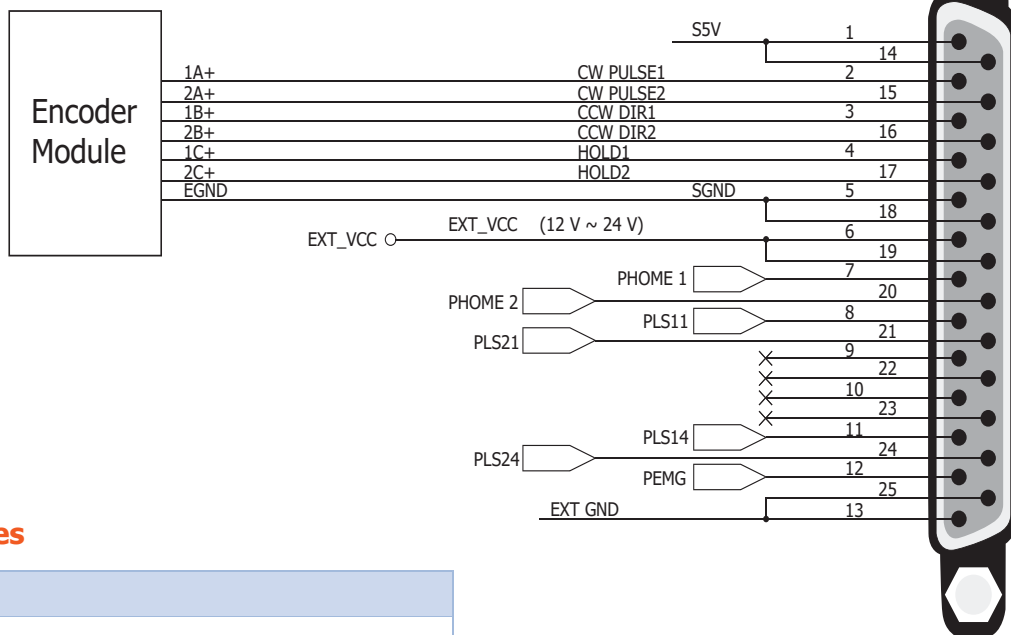 S5V 1
14
1A+ CW PULSE1 2
2A+ CW PULSE2 15
1B+ CCW DIR1 3
2B+ CCW DIR2 16
1C+ HOLD1 4
2C+ HOLD2 17
EGND SGND 5
18
Encoder
Module
EXT_VCC EXT_VCC (12 V ~ 24 V) 6
19
PHOME 1 7
PHOME 2 20
PLS11 8
PLS21 21
9
22
10
23
PLS14 11
PLS24 24
PEMG 12
25
EXT GND 13
es